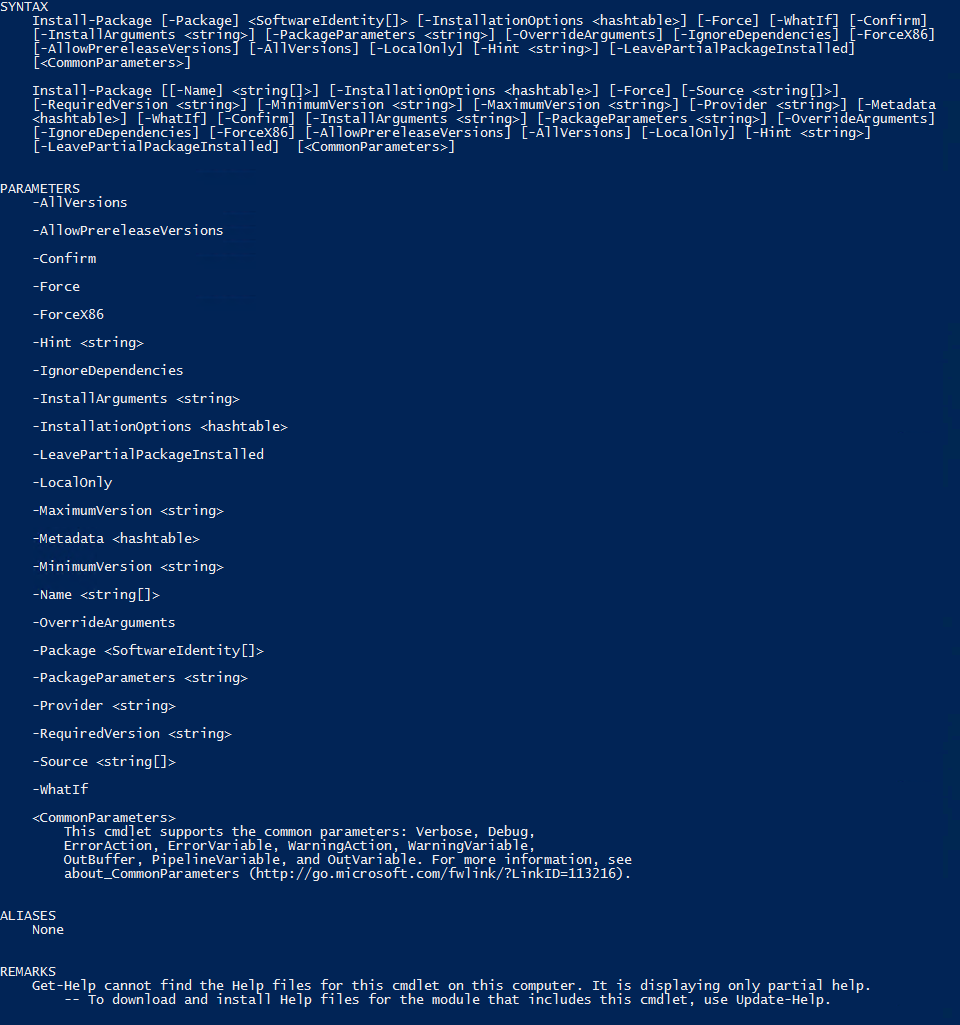 SYNTAX
Install-Package [-Package] <SoftwareIdentity[]> [-InstallationOptions <hashtable>] [-Force] [-WhatIf] [-Confirm]
[-InstallArguments <string>] [-PackageParameters <string>] [-OverrideArguments] [-IgnoreDependencies] [-ForceX86]
[-AllowPrereleaseVersions] [-AllVersions] [-LocalOnly] [-Hint <string>] [-LeavePartialPackageInstalled]
[<CommonParameters>]
Install-Package [[-Name] <string[]>] [-InstallationOptions <hashtable>] [-Force] [-Source <string[]>]
[-RequiredVersion <string>] [-MinimumVersion <string>] [-MaximumVersion <string>] [-Provider <string>] [-Metadata
<hashtable>] [-WhatIf] [-Confirm] [-InstallArguments <string>] [-PackageParameters <string>] [-OverrideArguments]
[-IgnoreDependencies] [-ForceX86] [-AllowPrereleaseVersions] [-AllVersions] [-LocalOnly] [-Hint <string>]
[-LeavePartialPackageInstalled]  [<CommonParameters>]
PARAMETERS
-AllVersions
-AllowPrereleaseVersions
-Confirm
-Force
-ForceX86
-Hint <string>
-IgnoreDependencies
-InstallArguments <string>
-InstallationOptions <hashtable>
-LeavePartialPackageInstalled
-LocalOnly
-MaximumVersion <string>
-Metadata <hashtable>
-MinimumVersion <string>
-Name <string[]>
-OverrideArguments
-Package <SoftwareIdentity[]>
-PackageParameters <string>
-Provider <string>
-RequiredVersion <string>
-Source <string[]>
-WhatIf
<CommonParameters>
This cmdlet supports the common parameters: Verbose, Debug,
ErrorAction, ErrorVariable, WarningAction, WarningVariable,
OutBuffer, PipelineVariable, and OutVariable. For more information, see
about_CommonParameters (http://go.microsoft.com/fwlink/?LinkID=113216).
ALIASES
None
REMARKS
Get-Help cannot find the Help files for this cmdlet on this computer. It is displaying only partial help.
-- To download and install Help files for the module that includes this cmdlet, use Update-Help.